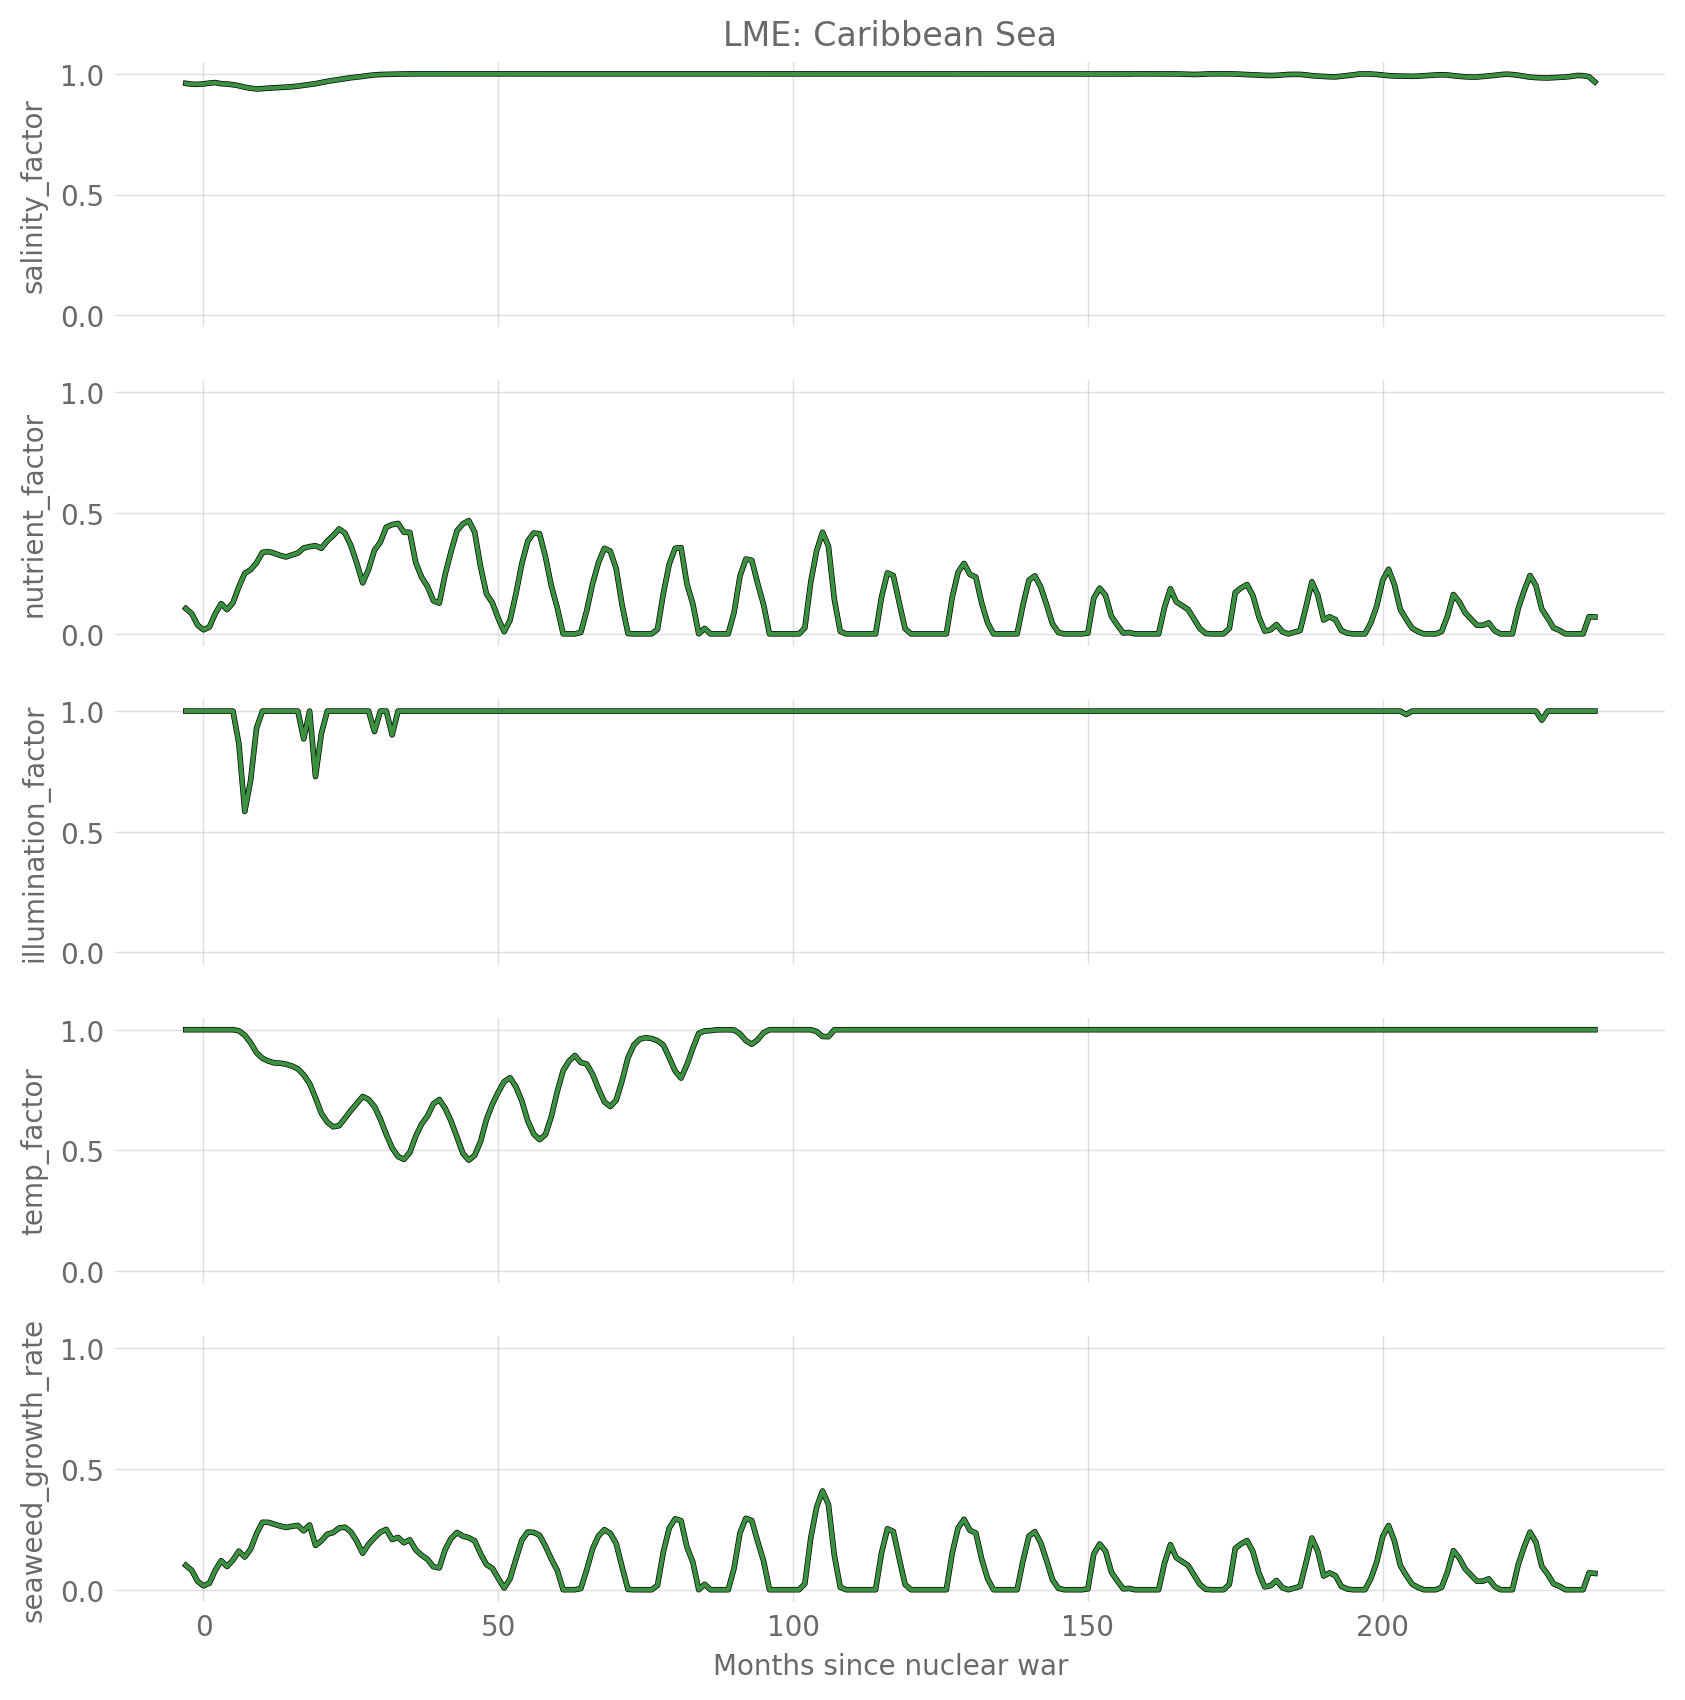 LME: Caribbean Sea
1.0
0.5
0.0
salinity_factor
1.0
0.5
0.0
nutrient_factor
1.0
0.5
0.0
illumination_factor
1.0
0.5
0.0
temp_factor
1.0
0.5
0.0
seaweed_growth_rate
0 50 100 150 200
Months since nuclear war